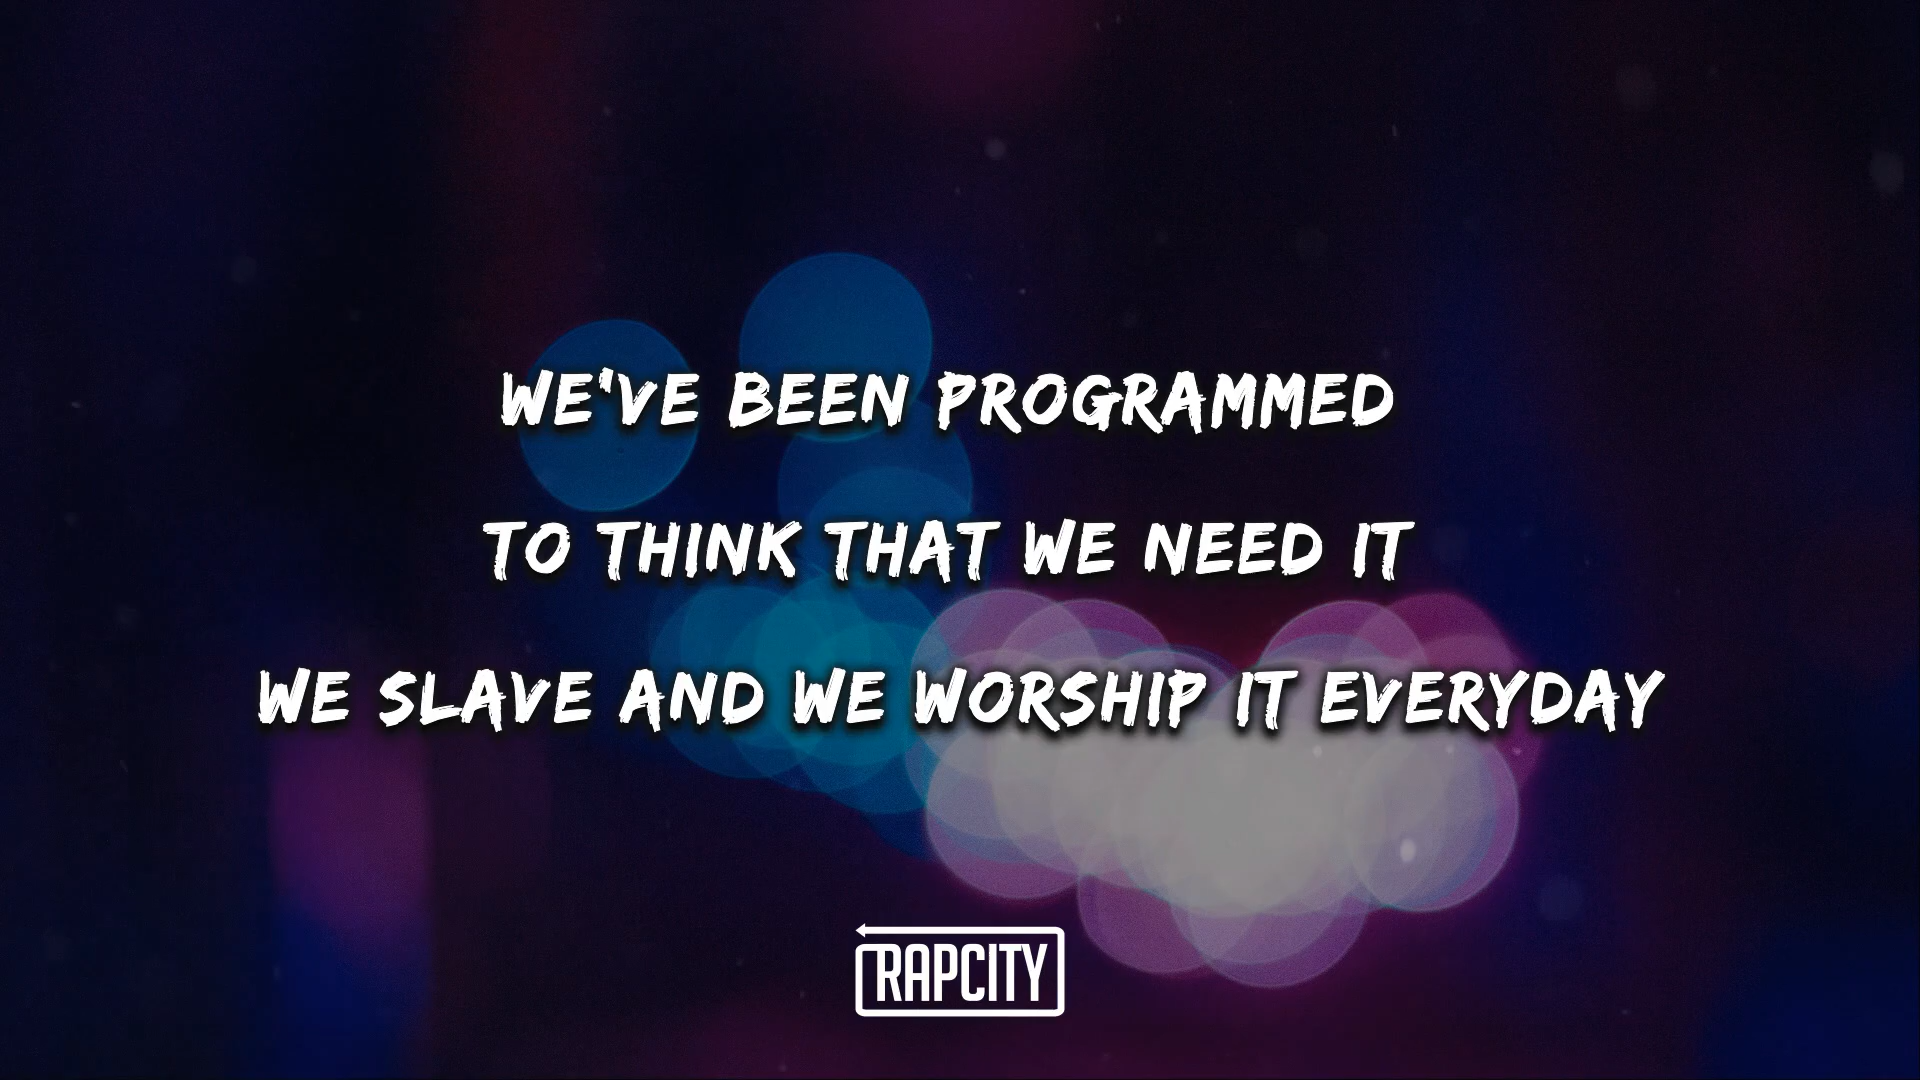 WE'VE BEEN PROGRAMMED
TO THINK THAT WE NEED IT
WE SLAVE AND WE WORSHIP IT EVERYDAY
RAPCITY